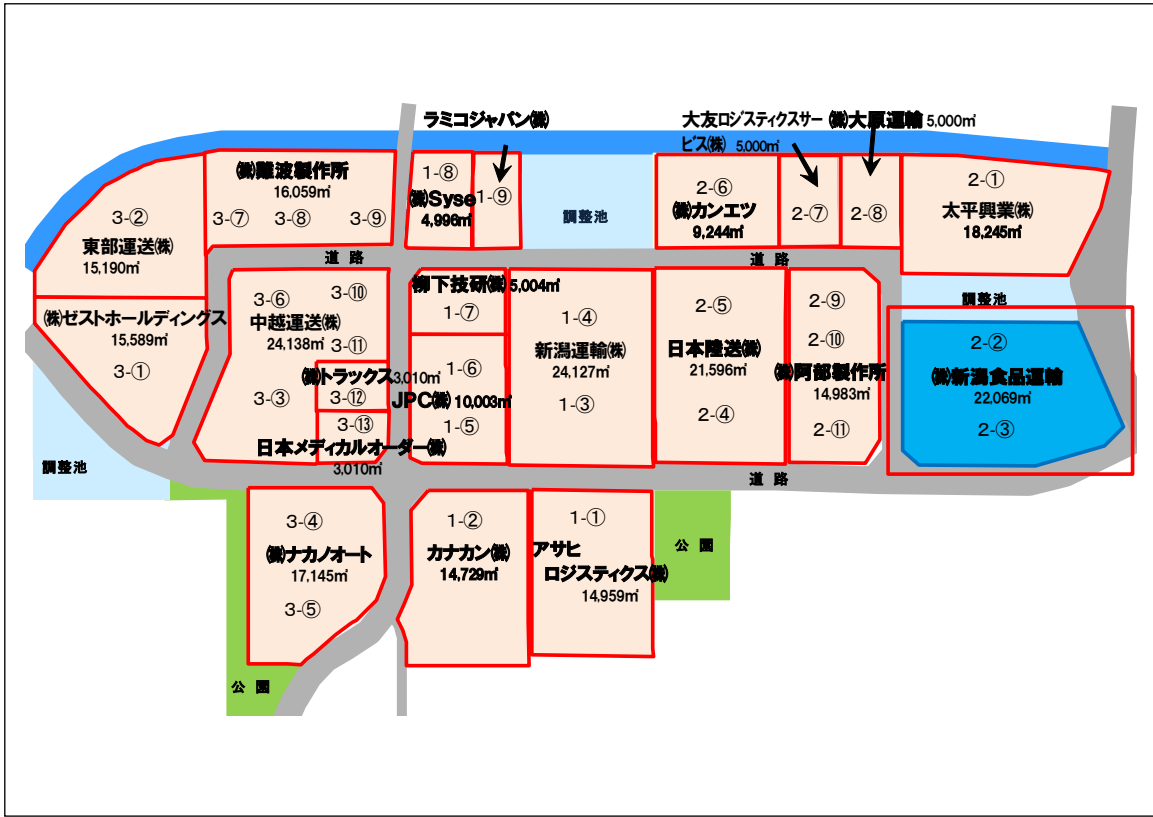 ラミコジャパン㈱
大友ロジスティクスサー
ビス㈱ 5,000㎡
㈱大原運輸 5,000㎡
㈱難波製作所
16,059㎡
3-⑦ 3-⑧ 3-⑨
1-⑧
㈱Syse
4,996㎡
1-⑨
調整池
2-⑥
㈱カンエツ
9,244㎡
2-⑦
2-⑧
2-①
太平興業㈱
18,245㎡
3-②
東部運送㈱
15,190㎡
道 路
道 路
㈱ゼストホールディングス
15,589㎡
3-①
3-⑥
3-⑩
中越運送㈱
24,138㎡
3-⑪
3-③
㈱トラックス3,010㎡
3-⑫
3-⑬
日本メディカルオーダー㈱
3,010㎡
柳下技研㈱ 5,004㎡
1-⑦
1-⑥
JPC㈱ 10,003㎡
1-⑤
1-④
新潟運輸㈱
24,127㎡
1-③
2-⑤
日本陸送㈱
21,596㎡
2-④
2-⑨
2-⑩
㈱阿部製作所
14,983㎡
2-⑪
調整池
2-②
㈱新潟食品運輸
22,069㎡
2-③
調整池
道 路
3-④
㈱ナカノオート
17,145㎡
3-⑤
1-②
カナカン㈱
14,729㎡
1-①
アサヒ
ロジスティクス㈱
14,959㎡
公 園
公 園